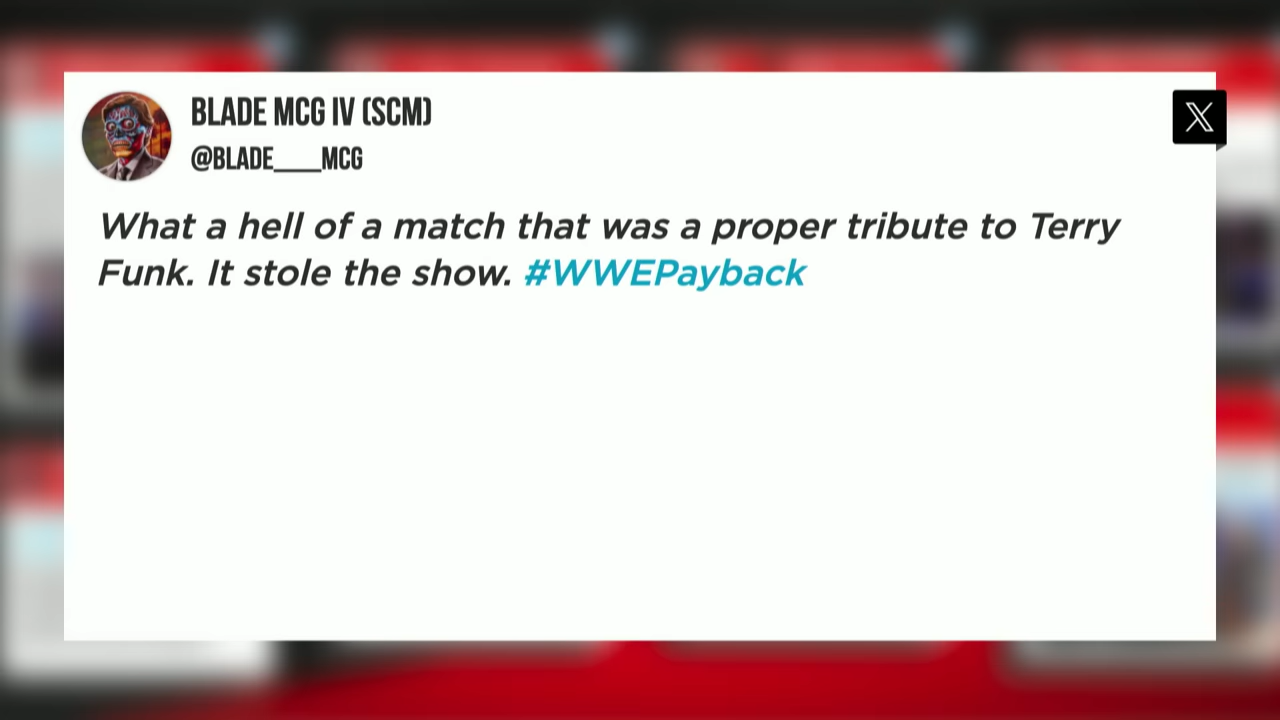 BLADE MCG IV (SCM)
@BLADE____MCG
What a hell of a match that was a proper tribute to Terry
Funk. It stole the show. #WWEPayback